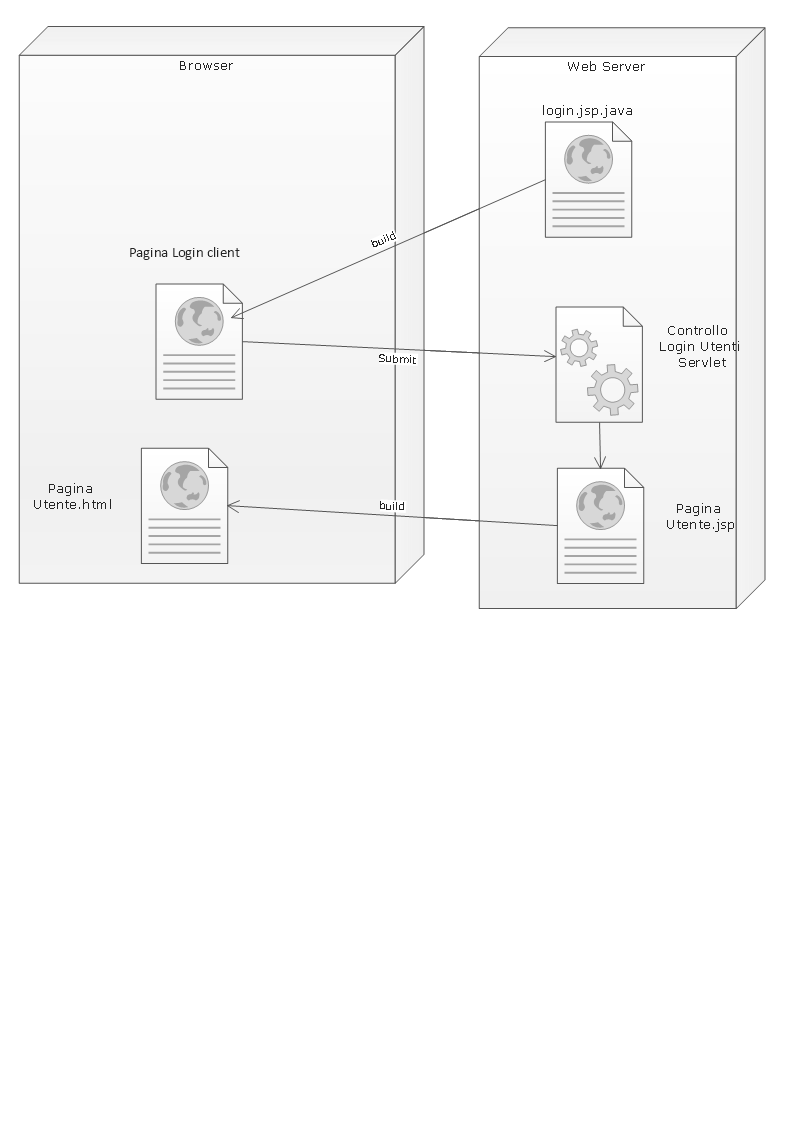 Browser
Web Server
login.jsp.java
build
Pagina Login client
Controllo
Login Utenti
Servlet
Submit
Pagina
Utente.html
build
Pagina
Utente.jsp